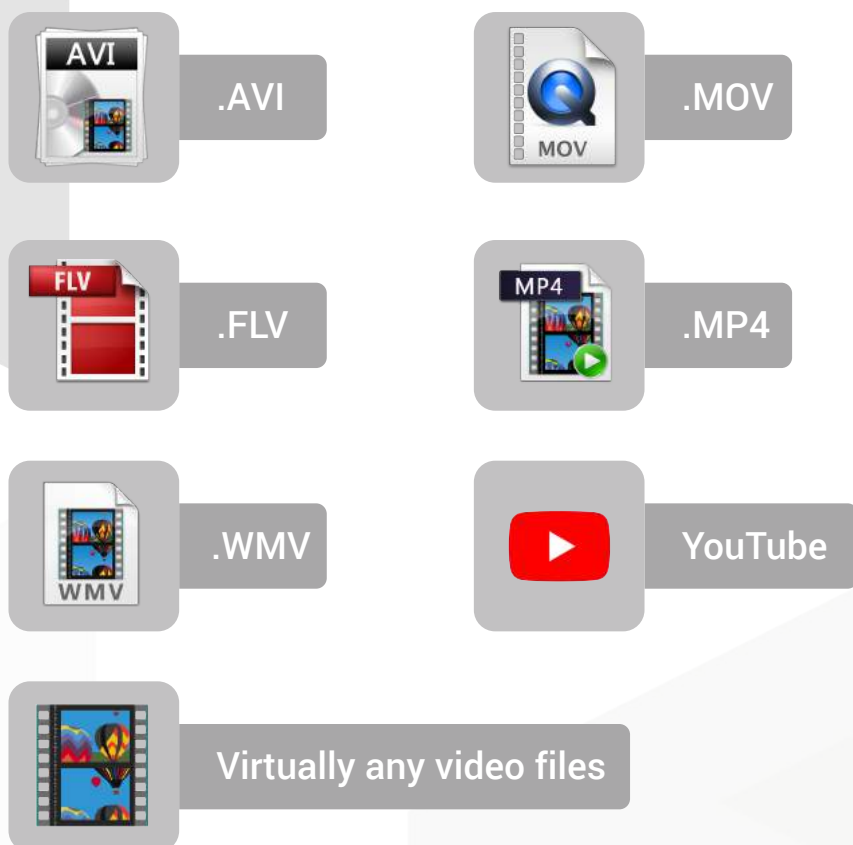 AVI
.AVI
MOV
.MOV
FLV
.FLV
MP4
.MP4
WMV
.WMV
YouTube
Virtually any video files